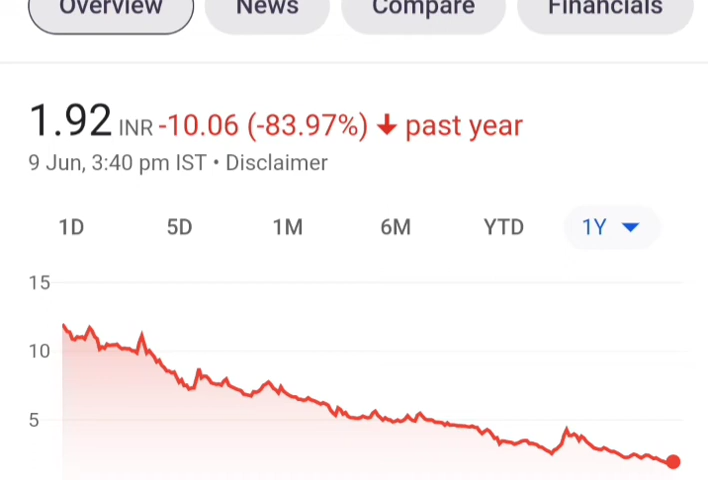 Overview News Compare Financials
1.92 INR -10.06 (-83.97%) ↓ past year
9 Jun, 3:40 pm IST • Disclaimer
1D 5D 1M 6M YTD 1Y
15
10
5